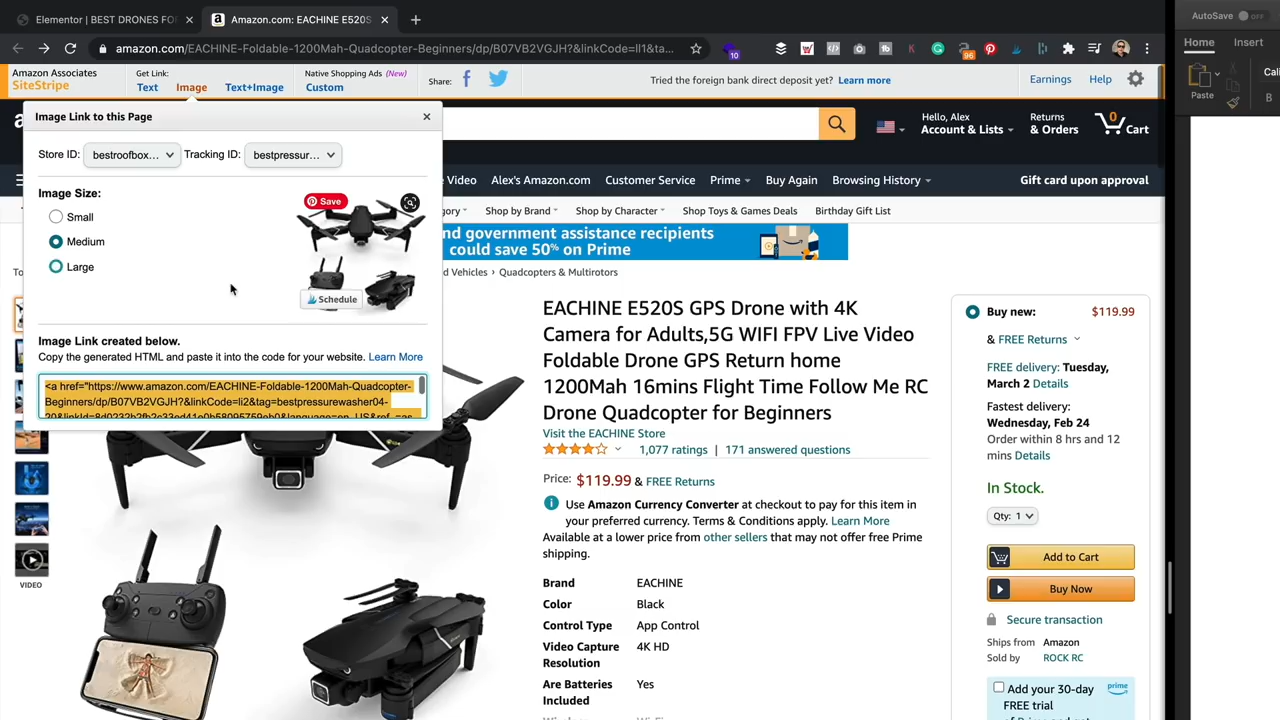 Elementor | BEST DRONES FO
Amazon.com: EACHINE E520S
AutoSave OFF
amazon.com/EACHINE-Foldable-1200Mah-Quadcopter-Beginners/dp/B07VB2VGJH?&linkCode=ll1&ta...
10
96
Home Insert
Amazon Associates
SiteStripe
Get Link:
Text Image Text+Image
Native Shopping Ads (New)
Custom
Share:
Tried the foreign bank direct deposit yet? Learn more
Earnings Help
Paste
Cali
B
Image Link to this Page
Store ID: bestroofbox... Tracking ID: bestpressur...
Image Size:
Small
Medium
Large
Save
Schedule
Image Link created below.
Copy the generated HTML and paste it into the code for your website. Learn More
<a href="https://www.amazon.com/EACHINE-Foldable-1200Mah-Quadcopter-
Beginners/dp/B07VB2VGJH?&linkCode=li2&tag=bestpressurewasher04-
Hello, Alex
Account & Lists
Returns
& Orders
0
Cart
Video Alex's Amazon.com Customer Service Prime Buy Again Browsing History Gift card upon approval
gory Shop by Brand Shop by Character Shop Toys & Games Deals Birthday Gift List
nd government assistance recipients
could save 50% on Prime
To
d Vehicles › Quadcopters & Multirotors
EACHINE E520S GPS Drone with 4K
Camera for Adults,5G WIFI FPV Live Video
Foldable Drone GPS Return home
1200Mah 16mins Flight Time Follow Me RC
Drone Quadcopter for Beginners
Visit the EACHINE Store
1,077 ratings | 171 answered questions
Price: $119.99 & FREE Returns
Use Amazon Currency Converter at checkout to pay for this item in
your preferred currency. Terms & Conditions apply. Learn More
Available at a lower price from other sellers that may not offer free Prime
shipping.
Brand EACHINE
Color Black
Control Type App Control
Video Capture Resolution 4K HD
Are Batteries Included Yes
VIDEO
Buy new: $119.99
& FREE Returns
FREE delivery: Tuesday,
March 2 Details
Fastest delivery:
Wednesday, Feb 24
Order within 8 hrs and 12
mins Details
In Stock.
Qty: 1
Add to Cart
Buy Now
Secure transaction
Ships from Amazon
Sold by ROCK RC
Add your 30-day
FREE trial
prime